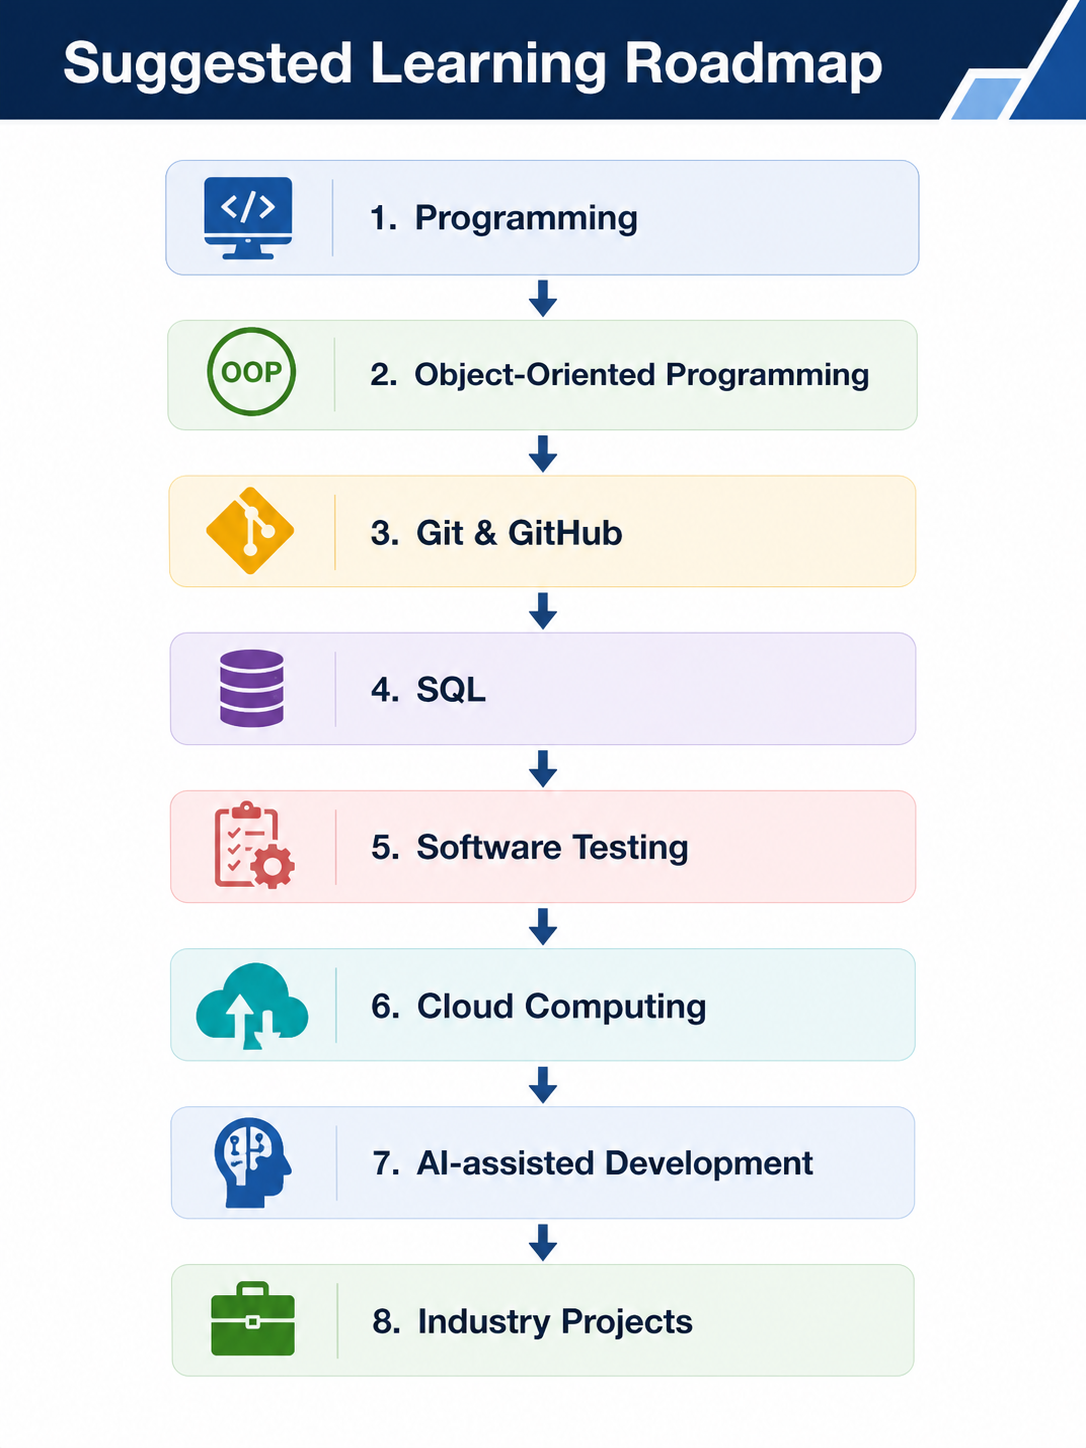 Suggested Learning Roadmap
</>
1. Programming
OOP
2. Object-Oriented Programming
3. Git & GitHub
4. SQL
5. Software Testing
6. Cloud Computing
7. AI-assisted Development
8. Industry Projects